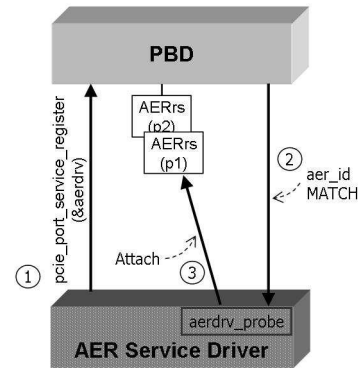 PBD
AERrs
(p2)
AERrs
(p1)
pcie_port_service_register
(&aerdrv)
2
aer_id
MATCH
Attach
1
3
aerdrv_probe
AER Service Driver